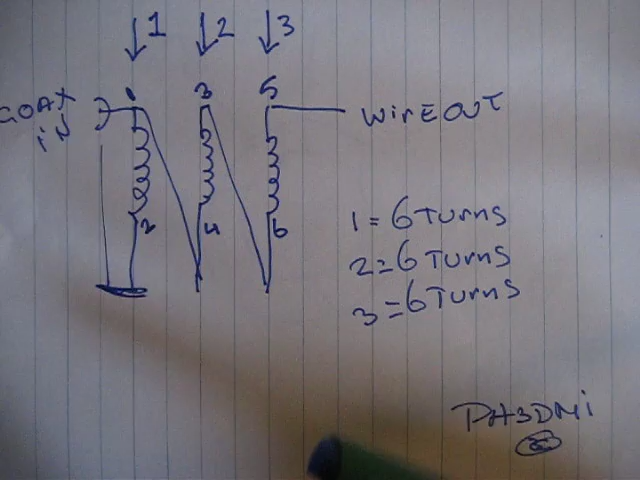 1 2 3
1 3 5
COAX WIRE OUT
IN
2 4 6
1 = 6 TURNS
2 = 6 TURNS
3 = 6 TURNS
PH3DMI